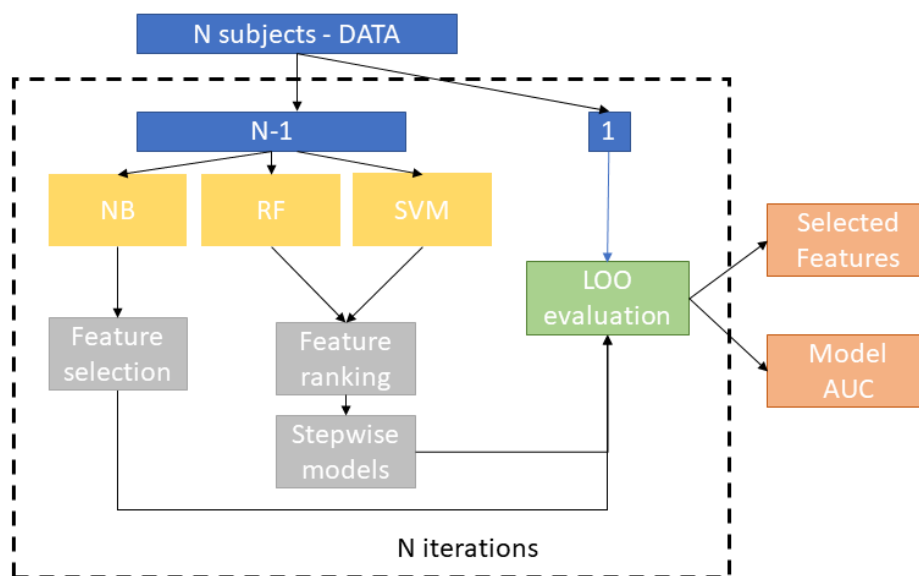 N subjects - DATA
N-1
1
NB
RF
SVM
Selected
Features
LOO
evaluation
Feature
selection
Feature
ranking
Model
AUC
Stepwise
models
N iterations